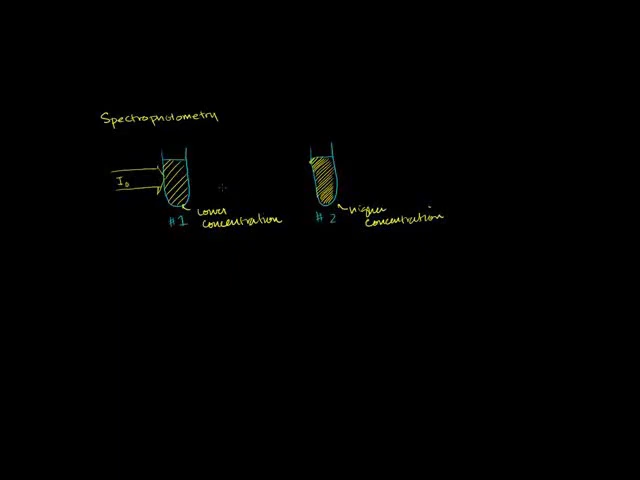 Spectrophotometry
I₀
lower
concentration
#1
higher
concentration
#2